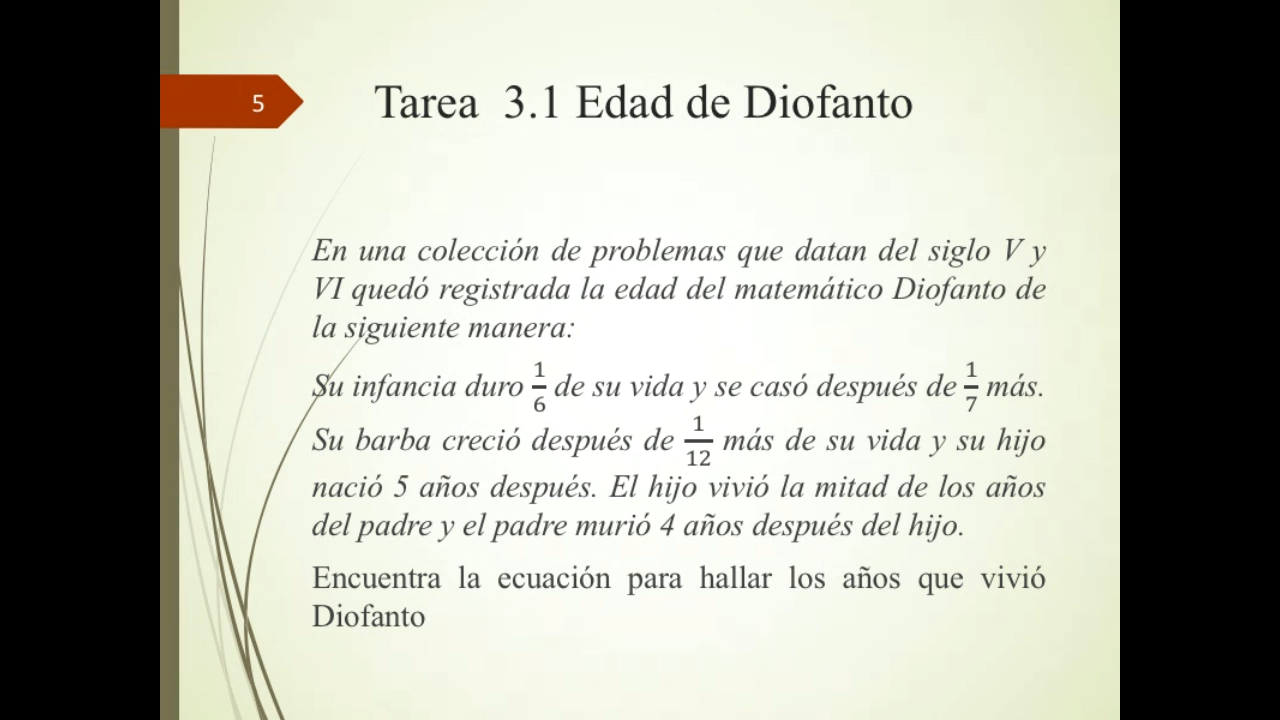 5
Tarea 3.1 Edad de Diofanto
En una colección de problemas que datan del siglo V y
VI quedó registrada la edad del matemático Diofanto de
la siguiente manera:
Su infancia duro 1/6 de su vida y se casó después de 1/7 más.
Su barba creció después de 1/12 más de su vida y su hijo
nació 5 años después. El hijo vivió la mitad de los años
del padre y el padre murió 4 años después del hijo.
Encuentra la ecuación para hallar los años que vivió
Diofanto